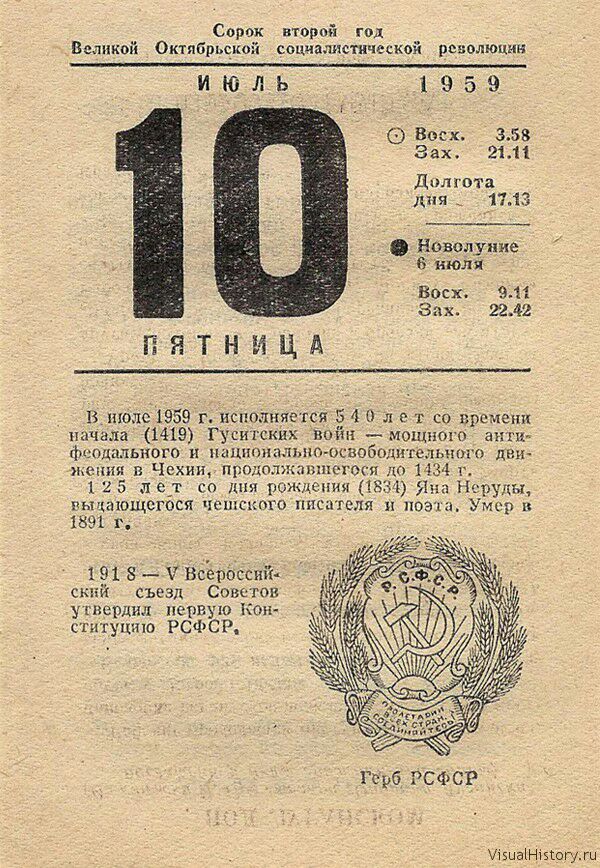 Сорок второй год
Великой Октябрьской социалистической революции
ИЮЛЬ 1959
10
Восх. 3.58
Зах. 21.11
Долгота
дня 17.13
Новолуние
6 июля
Восх. 9.11
Зах. 22.42
ПЯТНИЦА
В июле 1959 г. исполняется 540 лет со времени
начала (1419) Гуситских войн — мощного анти-
феодального и национально-освободительного дви-
жения в Чехии, продолжавшегося до 1434 г.
125 лет со дня рождения (1834) Яна Неруды,
выдающегося чешского писателя и поэта. Умер в
1891 г.
1918 — V Всероссий-
ский съезд Советов
утвердил первую Кон-
ституцию РСФСР.
Р.С.Ф.С.Р.
ПРОЛЕТАРИИ
ВСЕХ СТРАН,
СОЕДИНЯЙТЕСЬ!
Герб РСФСР
VisualHistory.ru